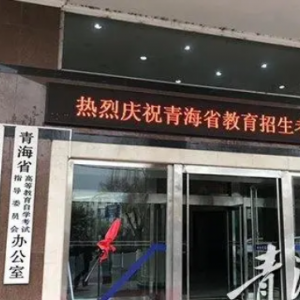 热烈庆祝青海省教育招生考
青海省
高等教育自学考试
指导委员会
办公室